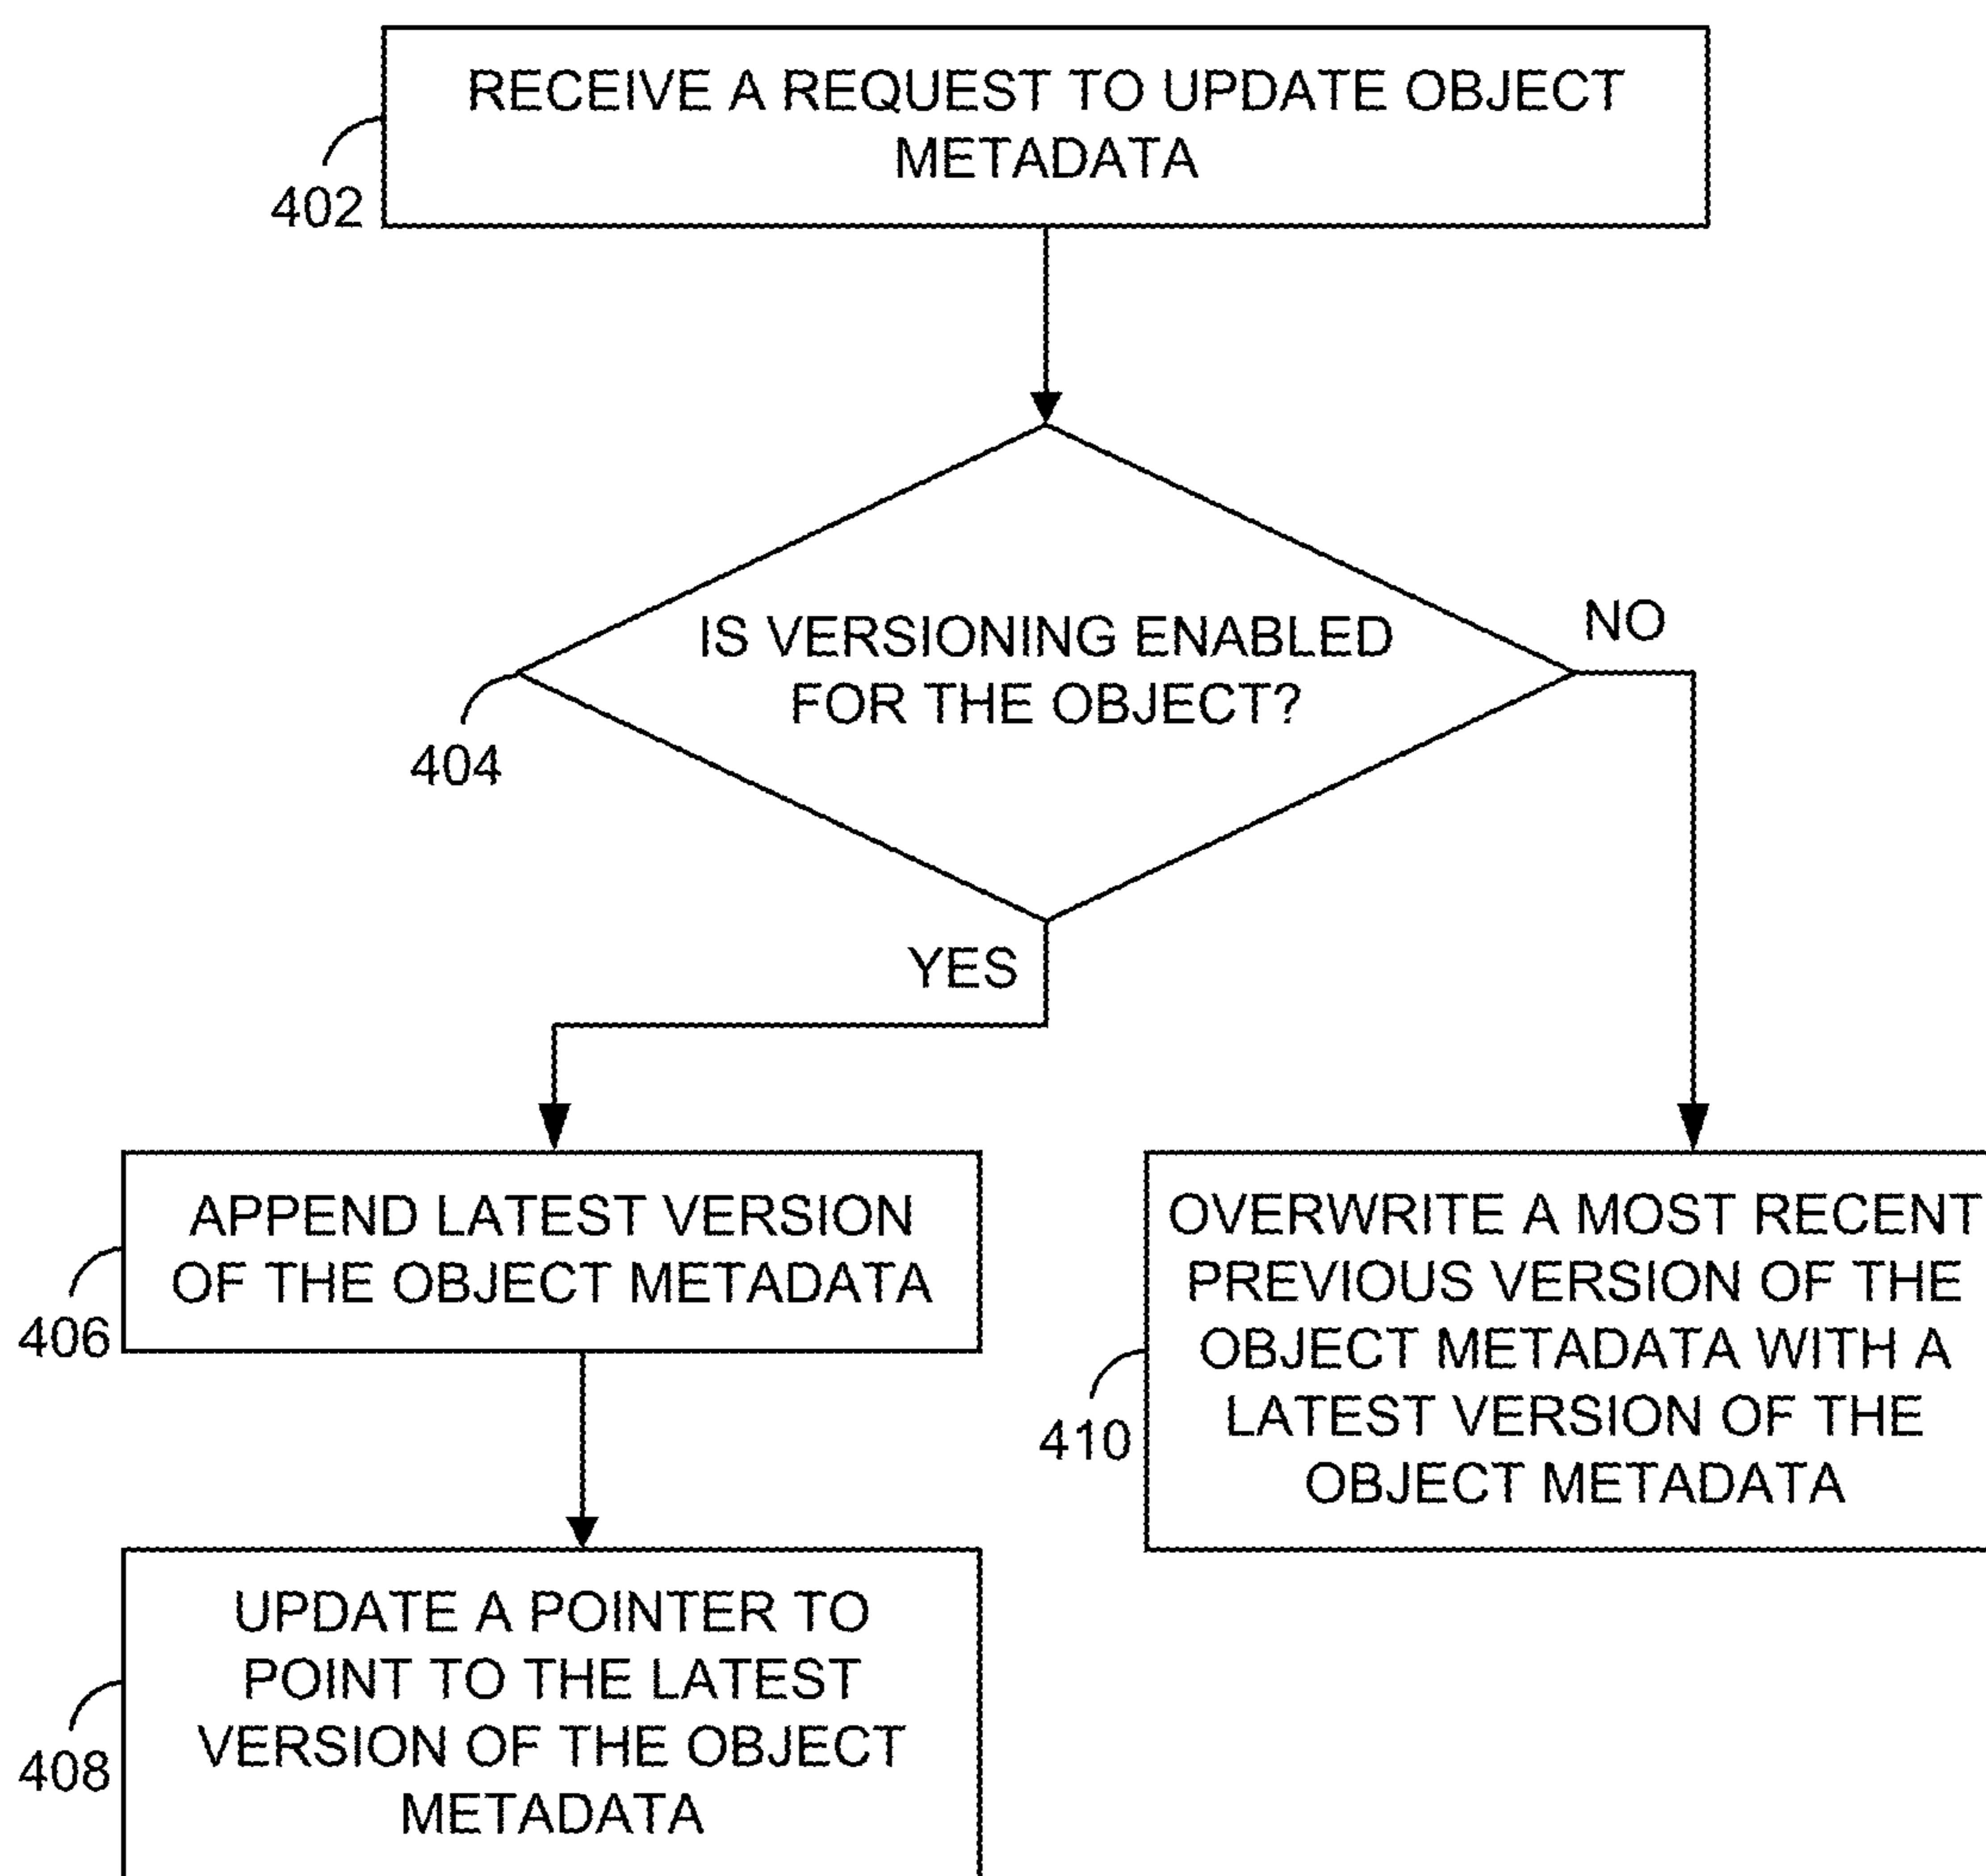 RECEIVE A REQUEST TO UPDATE OBJECT
METADATA
402
IS VERSIONING ENABLED
FOR THE OBJECT?
NO
404
YES
APPEND LATEST VERSION
OF THE OBJECT METADATA
406
OVERWRITE A MOST RECENT
PREVIOUS VERSION OF THE
OBJECT METADATA WITH A
LATEST VERSION OF THE
OBJECT METADATA
410
UPDATE A POINTER TO
POINT TO THE LATEST
VERSION OF THE OBJECT
METADATA
408